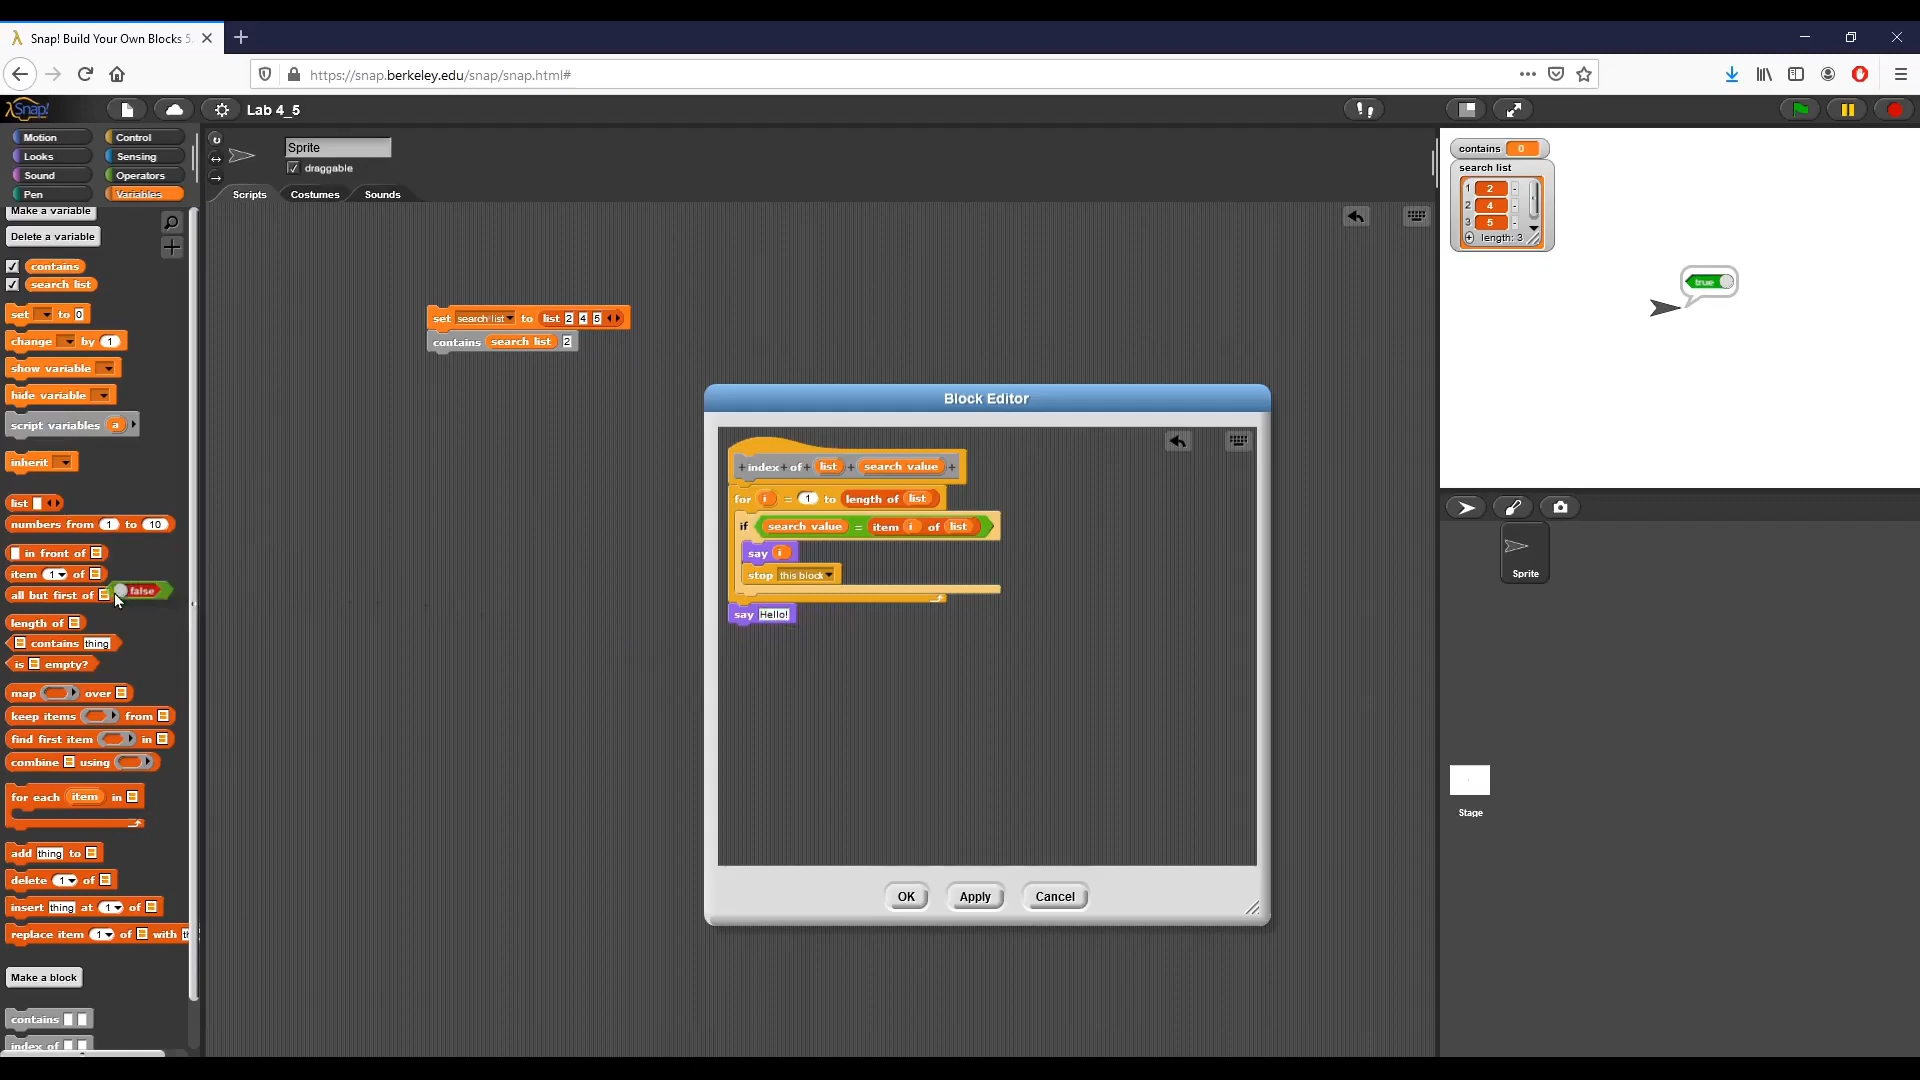 Snap! Build Your Own Blocks 5.
https://snap.berkeley.edu/snap/snap.html#
Snap!
Lab 4_5
Motion
Control
Looks
Sensing
Sound
Operators
Pen
Variables
Sprite
draggable
Scripts
Costumes
Sounds
Make a variable
Delete a variable
contains
search list
set to 0
change by 1
show variable
hide variable
script variables a
inherit
list
numbers from 1 to 10
in front of
item 1 of
all but first of
false
length of
contains thing
is empty?
map over
keep items from
find first item in
combine using
for each item in
add thing to
delete 1 of
insert thing at 1 of
replace item 1 of with
Make a block
contains
index of
set search list to list 2 4 5
contains search list 2
Block Editor
+ index + of + list + search value +
for i = 1 to length of list
if search value = item i of list
say i
stop this block
say Hello!
OK
Apply
Cancel
contains 0
search list
1 2 -
2 4 -
3 5 -
+ length: 3
true
Sprite
Stage